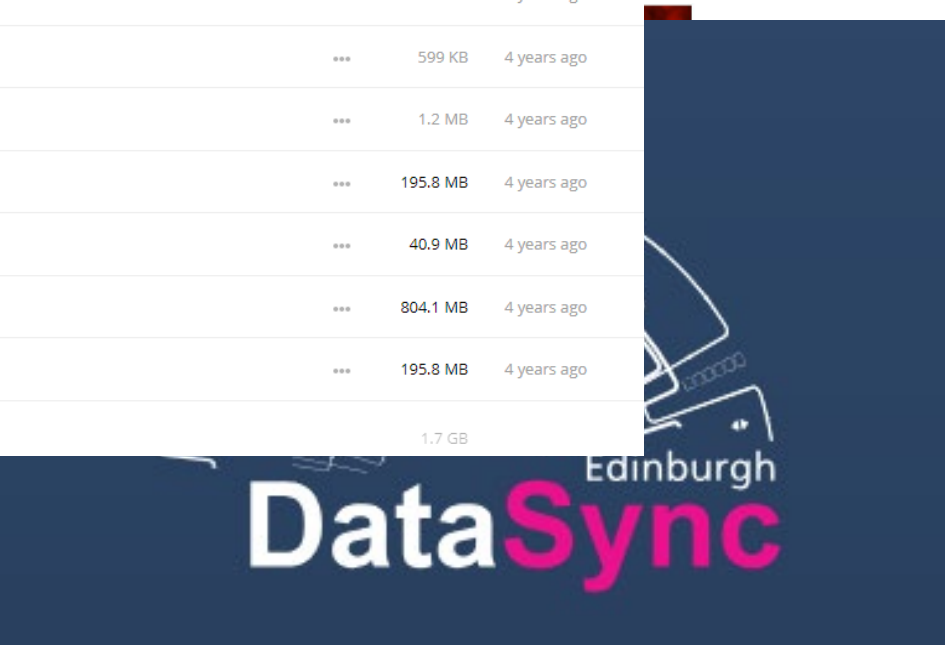 599 KB 4 years ago
1.2 MB 4 years ago
195.8 MB 4 years ago
40.9 MB 4 years ago
804.1 MB 4 years ago
195.8 MB 4 years ago
1.7 GB
Edinburgh
DataSync